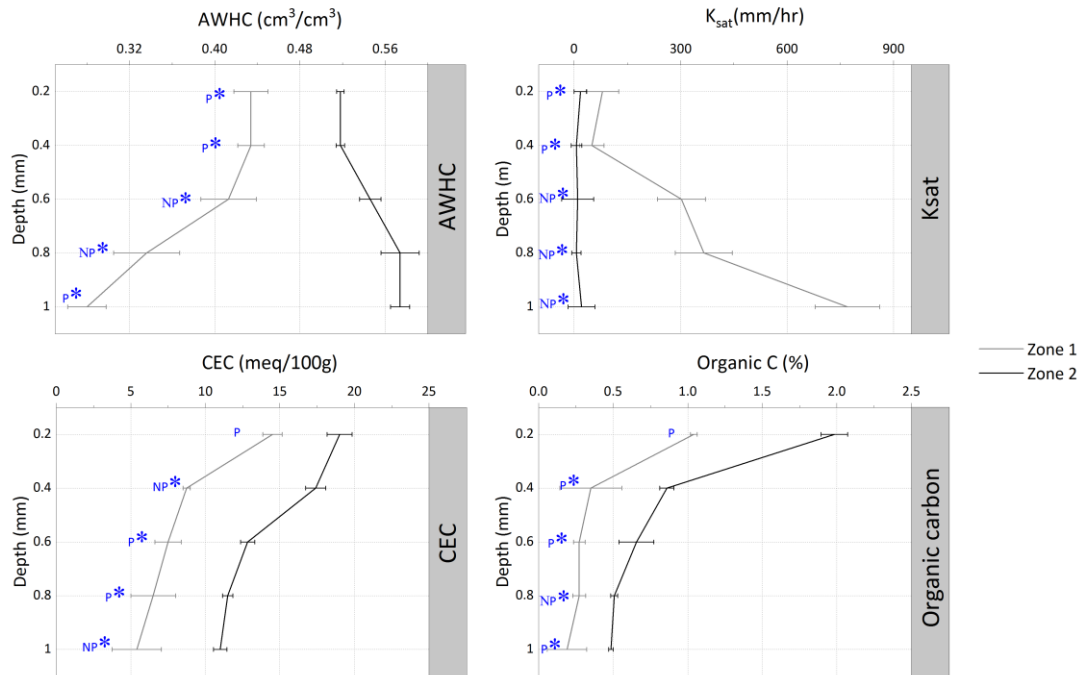 AWHC (cm³/cm³)
0.32 0.40 0.48 0.56
Depth (mm)
0.2 P*
0.4 P*
0.6 NP*
0.8 NP*
1 P*
AWHC
Ksat(mm/hr)
0 300 600 900
Depth (m)
0.2 P*
0.4 P*
0.6 NP*
0.8 NP*
1 NP*
Ksat
Zone 1
Zone 2
CEC (meq/100g)
0 5 10 15 20 25
Depth (mm)
0.2 P
0.4 NP*
0.6 P*
0.8 P*
1 NP*
CEC
Organic C (%)
0.0 0.5 1.0 1.5 2.0 2.5
Depth (mm)
0.2 P
0.4 P*
0.6 P*
0.8 NP*
1 P*
Organic carbon